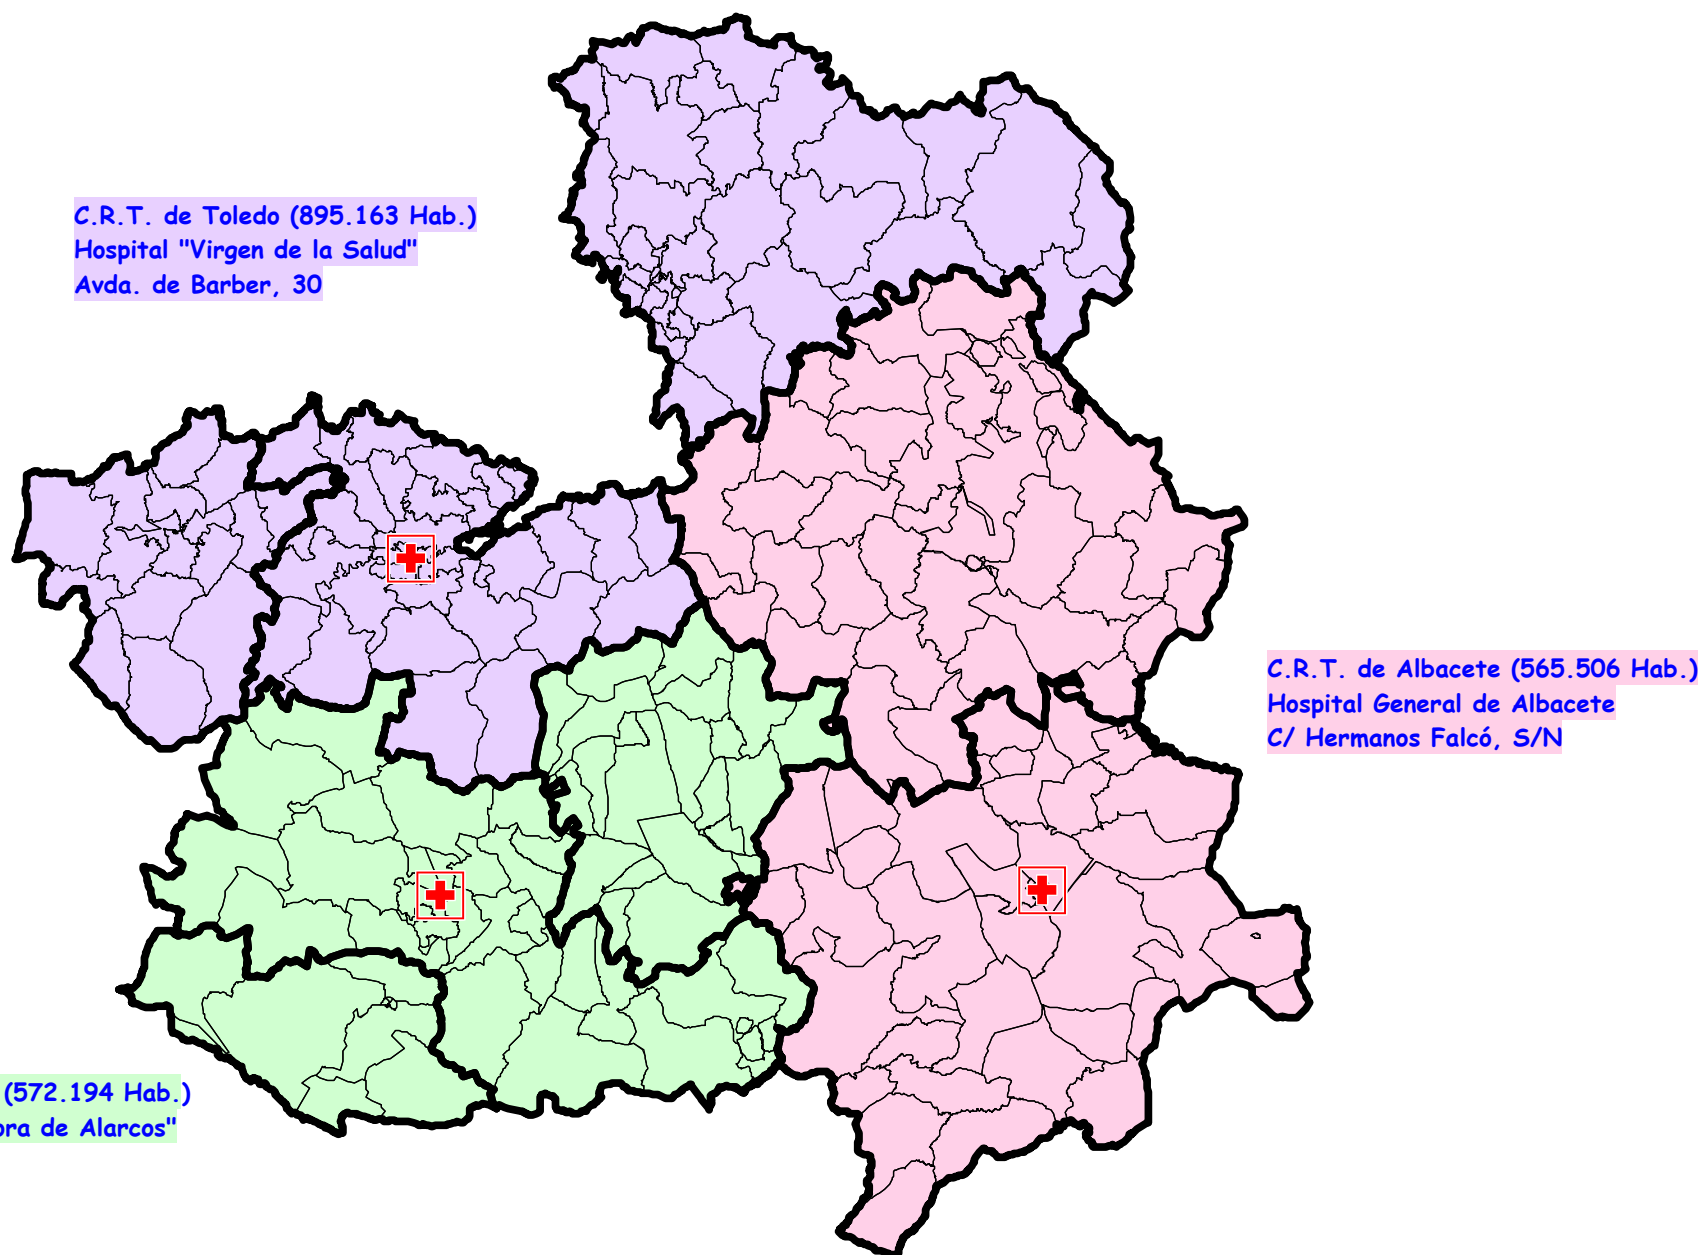 C.R.T. de Toledo (895.163 Hab.)
Hospital "Virgen de la Salud"
Avda. de Barber, 30
C.R.T. de Albacete (565.506 Hab.)
Hospital General de Albacete
C/ Hermanos Falcó, S/N
(572.194 Hab.)
de Alarcos"